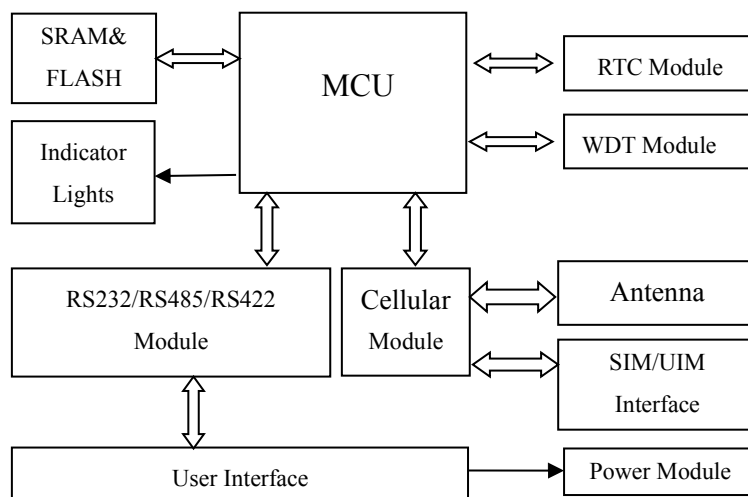 SRAM&
FLASH
MCU
RTC Module
Indicator
Lights
WDT Module
RS232/RS485/RS422
Module
Cellular
Module
Antenna
SIM/UIM
Interface
User Interface
Power Module